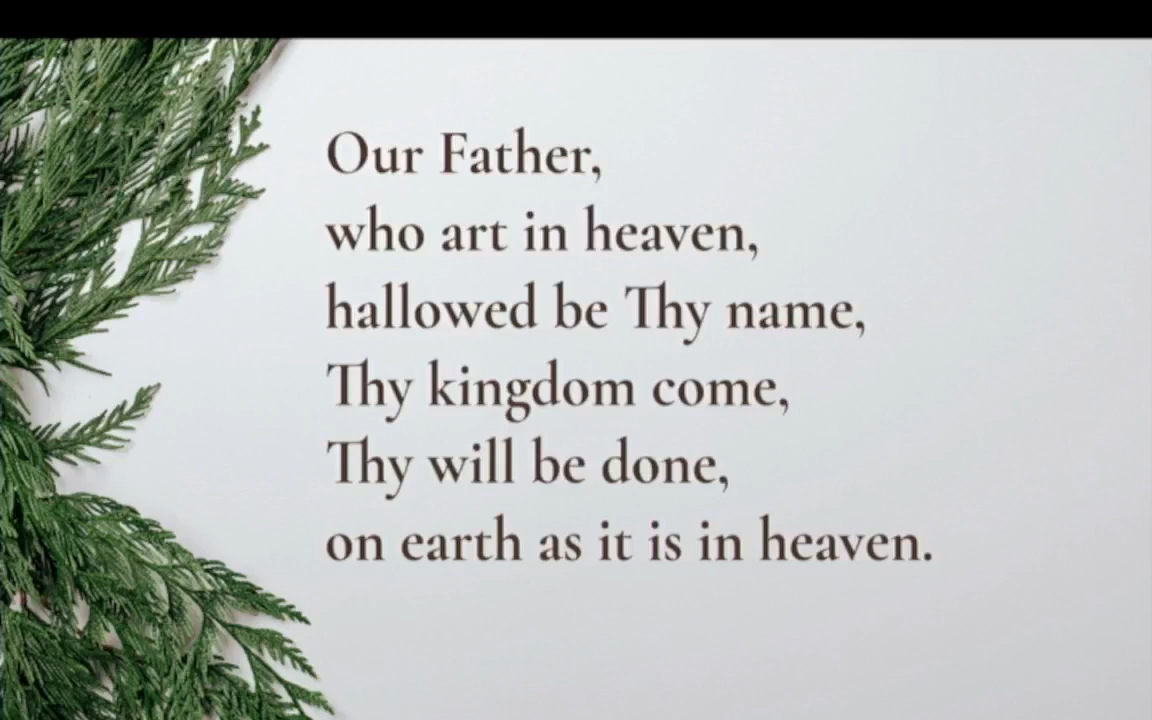 Our Father,
who art in heaven,
hallowed be Thy name,
Thy kingdom come,
Thy will be done,
on earth as it is in heaven.